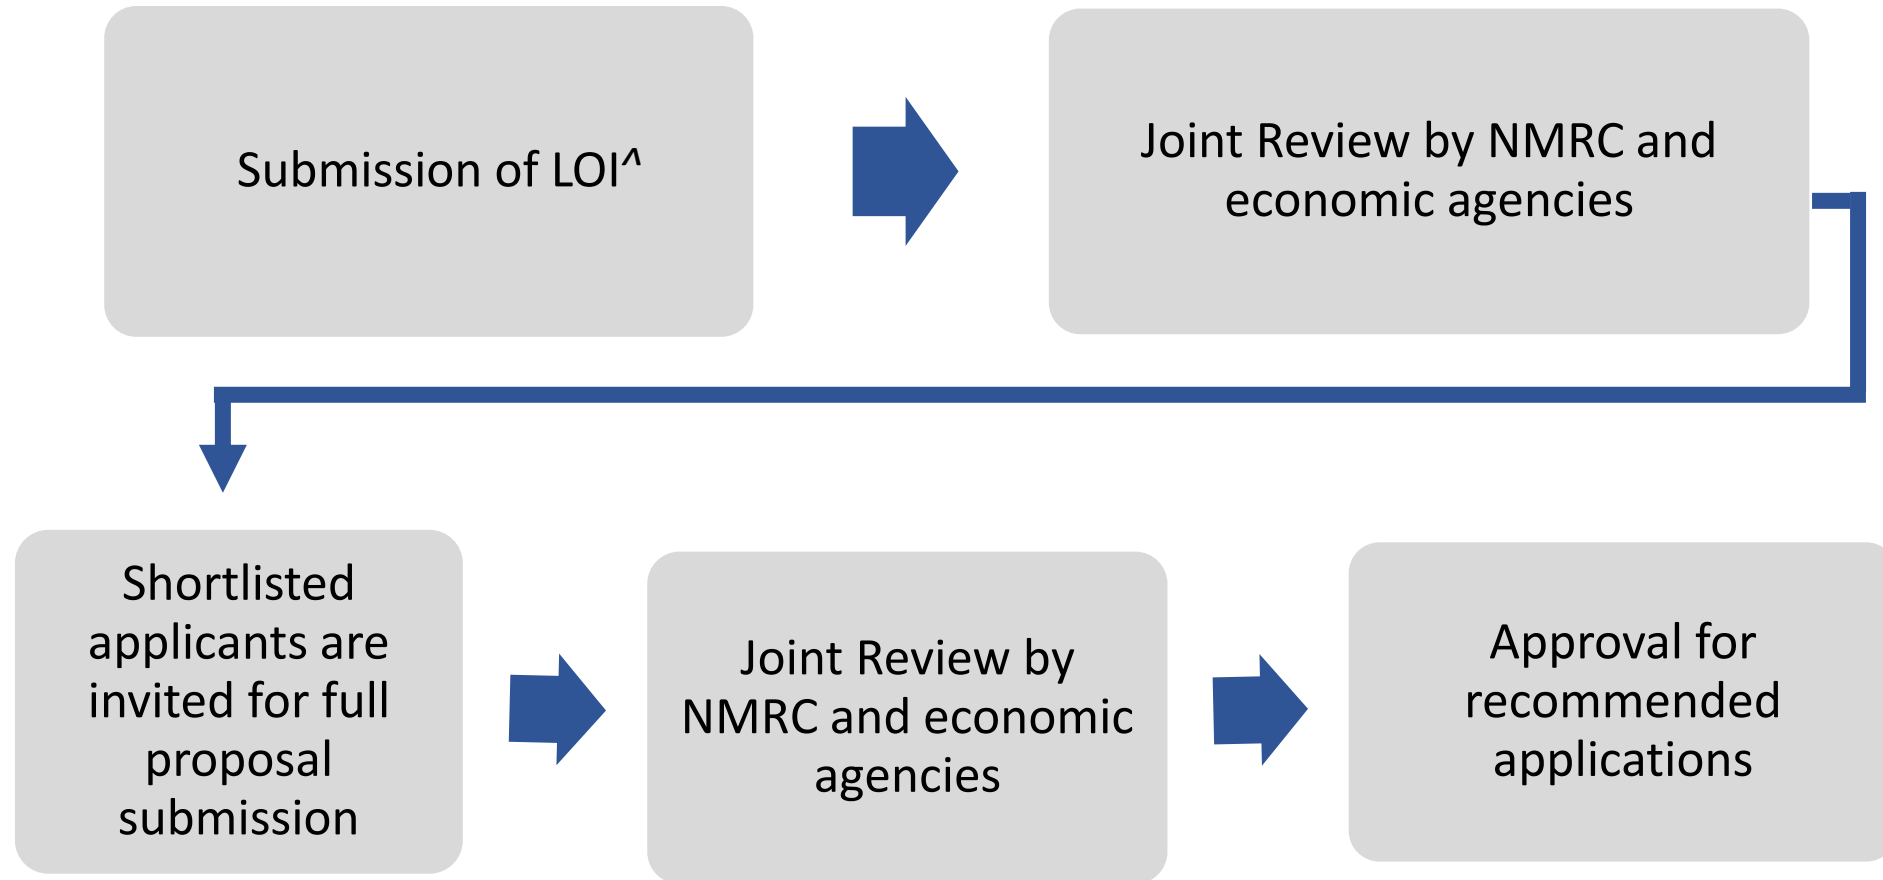 Submission of LOI^
Joint Review by NMRC and
economic agencies
Shortlisted
applicants are
invited for full
proposal
submission
Joint Review by
NMRC and economic
agencies
Approval for
recommended
applications